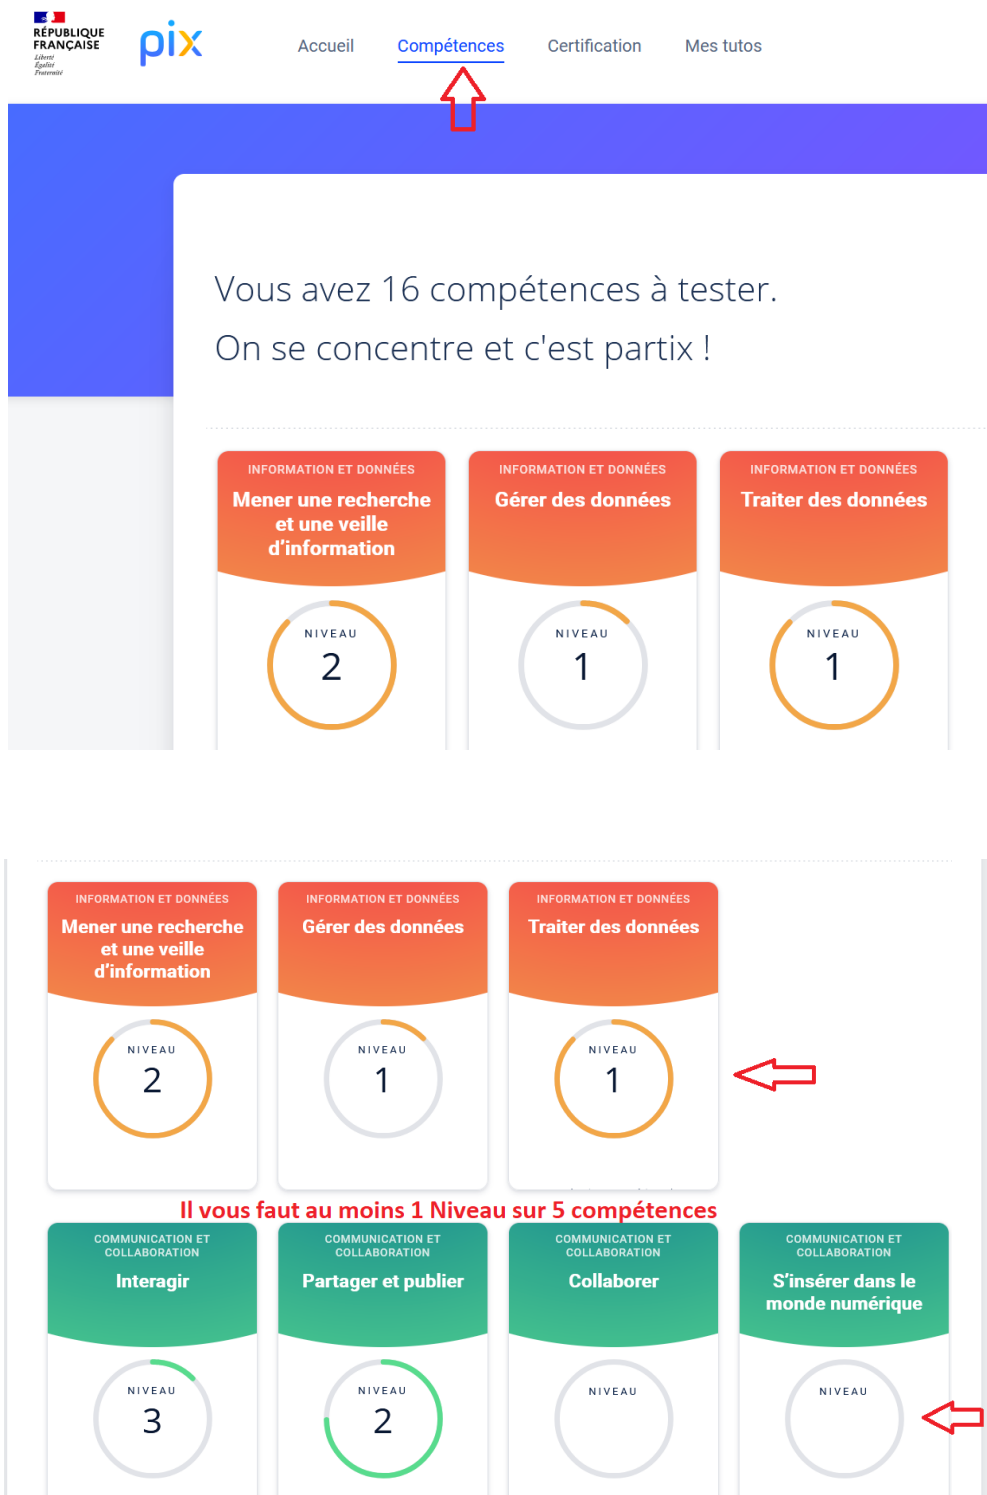 RÉPUBLIQUE
FRANÇAISE
Liberté
Égalité
Fraternité
pix
Accueil Compétences Certification Mes tutos
Vous avez 16 compétences à tester.
On se concentre et c'est partix !
INFORMATION ET DONNÉES INFORMATION ET DONNÉES INFORMATION ET DONNÉES
Mener une recherche Gérer des données Traiter des données
et une veille
d'information
NIVEAU NIVEAU NIVEAU
2 1 1
INFORMATION ET DONNÉES INFORMATION ET DONNÉES INFORMATION ET DONNÉES
Mener une recherche Gérer des données Traiter des données
et une veille
d'information
NIVEAU NIVEAU NIVEAU
2 1 1
Il vous faut au moins 1 Niveau sur 5 compétences
COMMUNICATION ET COMMUNICATION ET COMMUNICATION ET COMMUNICATION ET
COLLABORATION COLLABORATION COLLABORATION COLLABORATION
Interagir Partager et publier Collaborer S'insérer dans le
monde numérique
NIVEAU NIVEAU NIVEAU NIVEAU
3 2